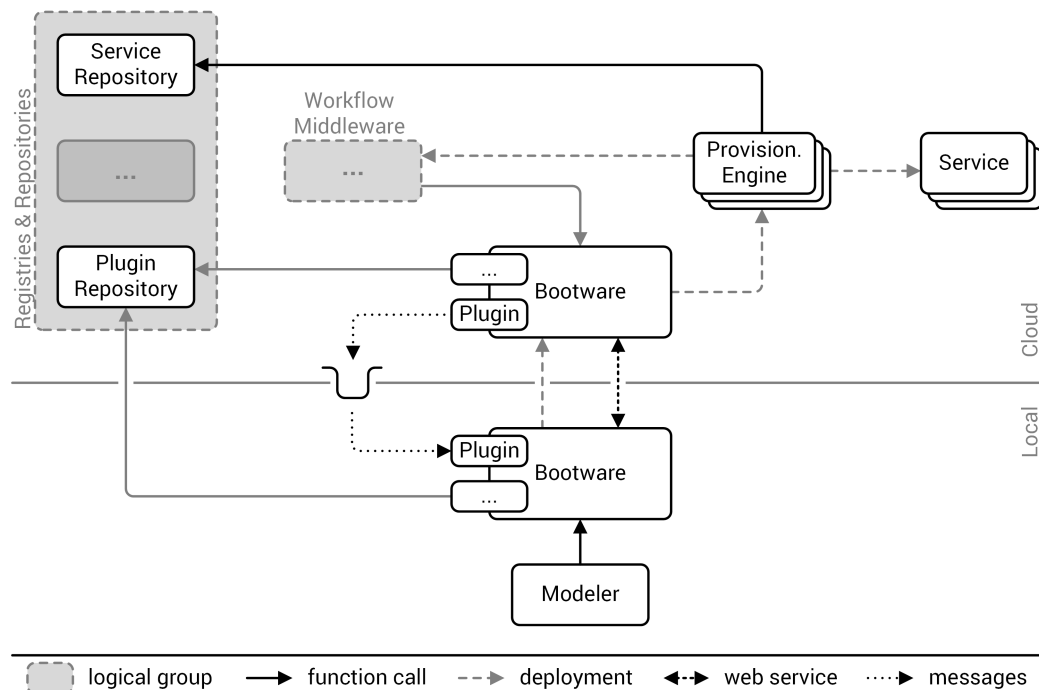 Service
Repository
Registries & Repositories
...
Plugin
Repository
Workflow
Middleware
...
Provision.
Engine
Service
...
Bootware
Plugin
Cloud
Local
Plugin
Bootware
...
Modeler
logical group
function call
deployment
web service
messages